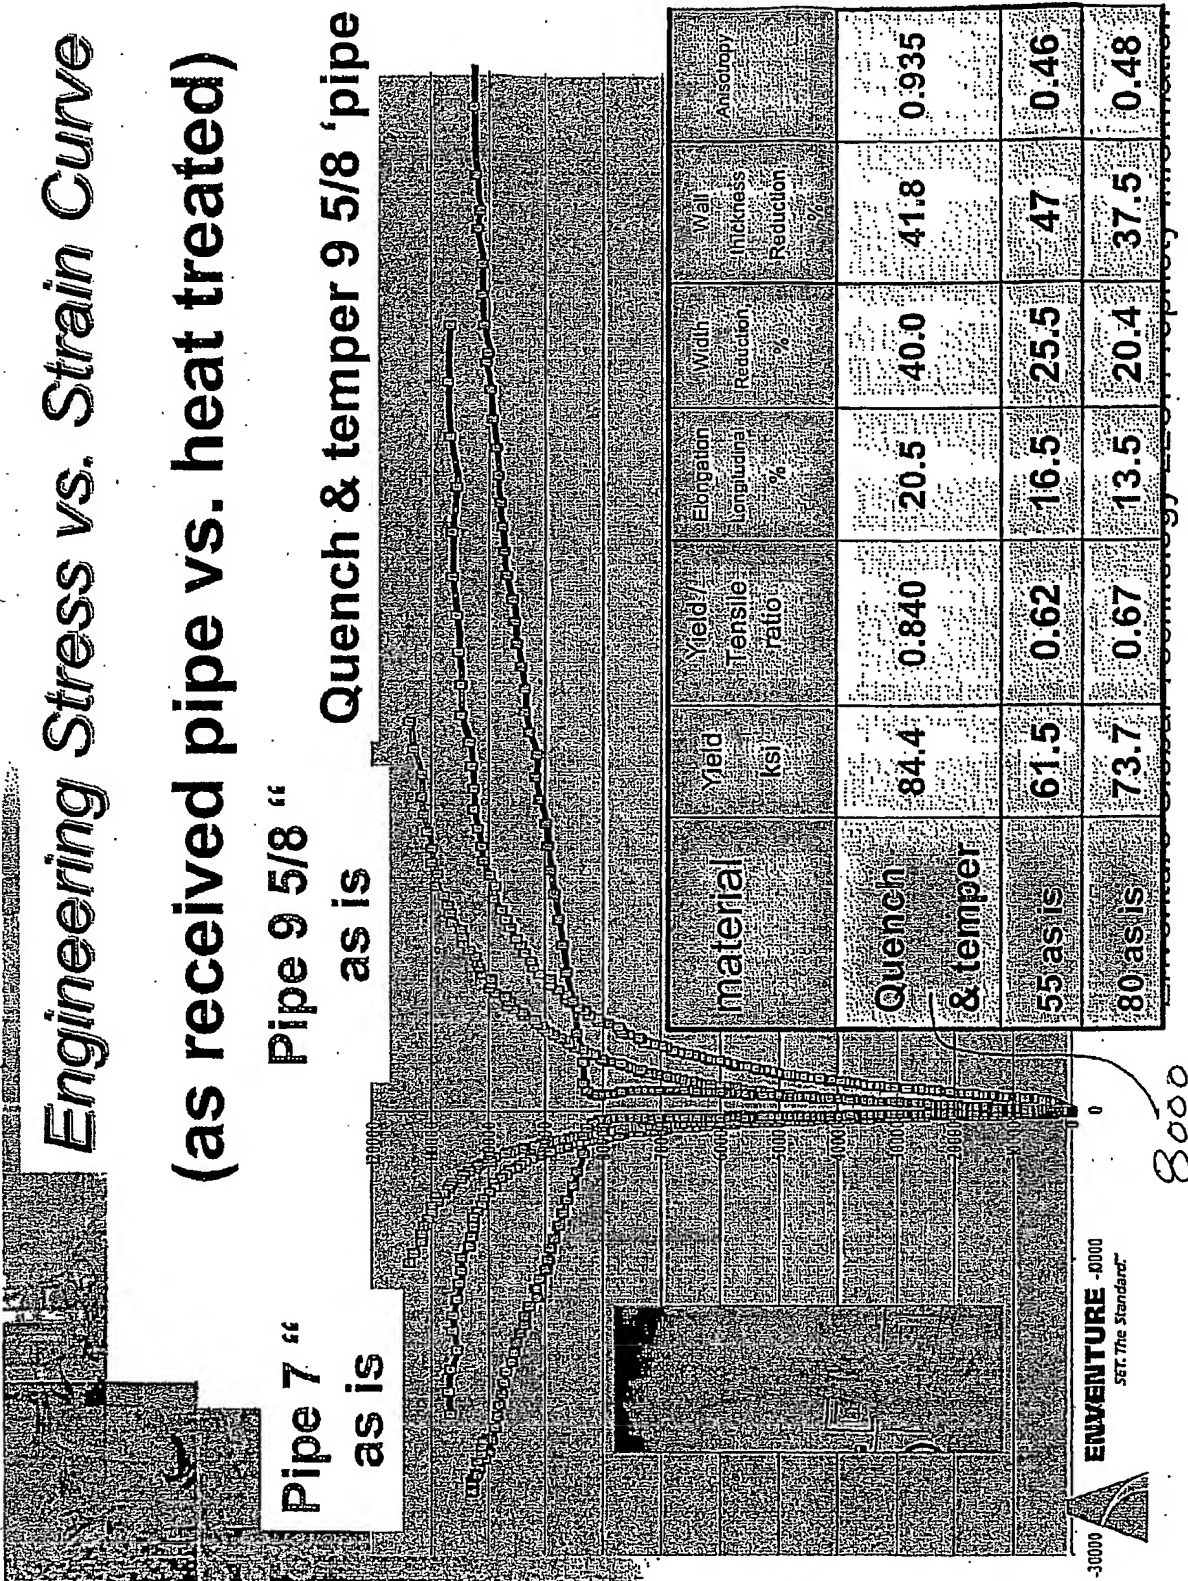 Engineering Stress vs. Strain Curve
(as received pipe vs. heat treated)
Pipe 7 "
as is
Pipe 9 5/8 "
as is
Quench & temper 9 5/8 'pipe
material
Yield
ksi
Yield /
Tensile
ratio
Elongation
Longitudinal
%
Width
Reduction
%
Wall
thickness
Reduction
%
Anisotropy
Quench
& temper
84.4
0.840
20.5
40.0
41.8
0.935
55 as is
61.5
0.62
16.5
25.5
47
0.46
80 as is
73.7
0.67
13.5
20.4
37.5
0.48
-30000
-10000
0
ENVENTURE
SET. The Standard™
8000